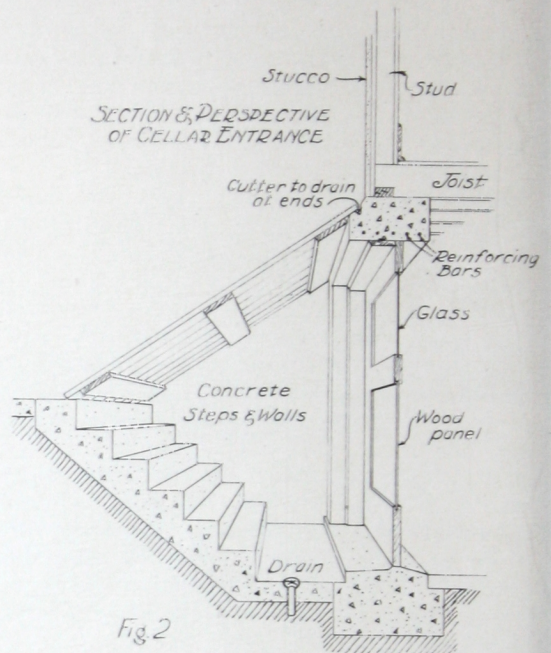 Stucco
Stud
SECTION & PERSPECTIVE
OF CELLAR ENTRANCE
Joist
Gutter to drain
at ends
Reinforcing
Bars
Glass
Concrete
Steps & Walls
Wood
panel
Drain
Fig. 2